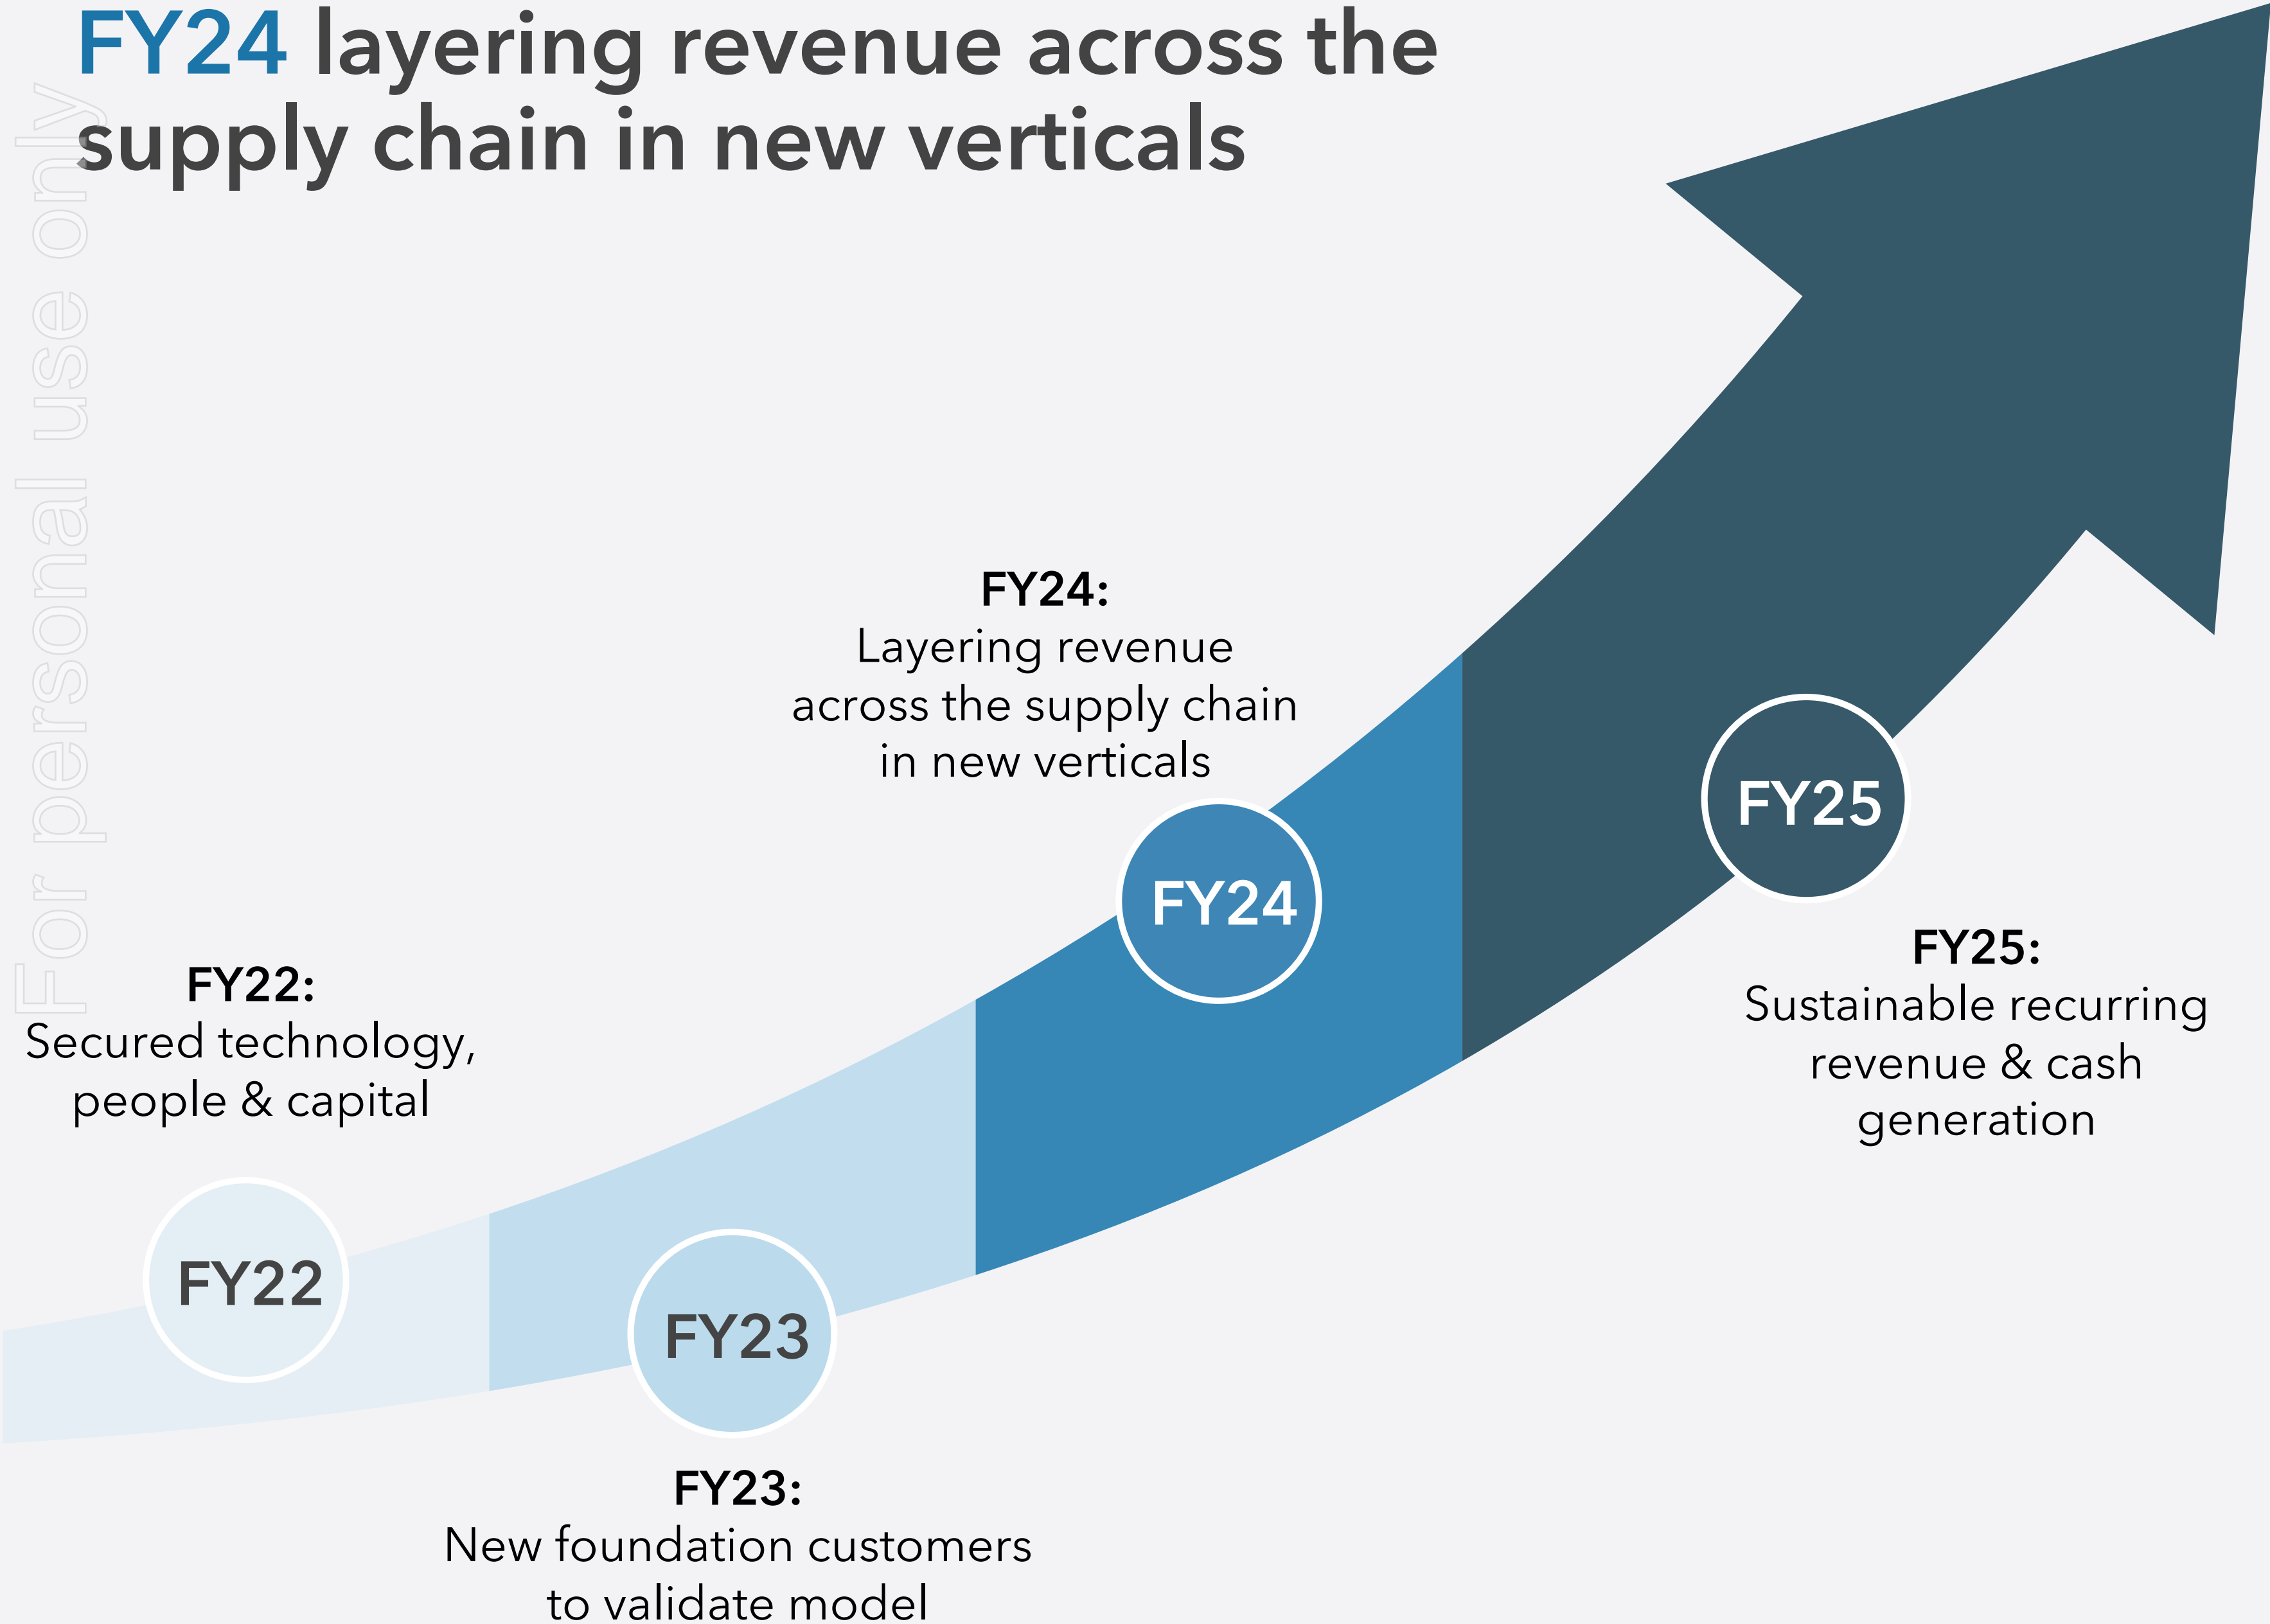 FY24 layering revenue across the
supply chain in new verticals
For personal use only
FY22:
Secured technology,
people & capital
FY22
FY23
FY23:
New foundation customers
to validate model
FY24:
Layering revenue
across the supply chain
in new verticals
FY24
FY25
FY25:
Sustainable recurring
revenue & cash
generation